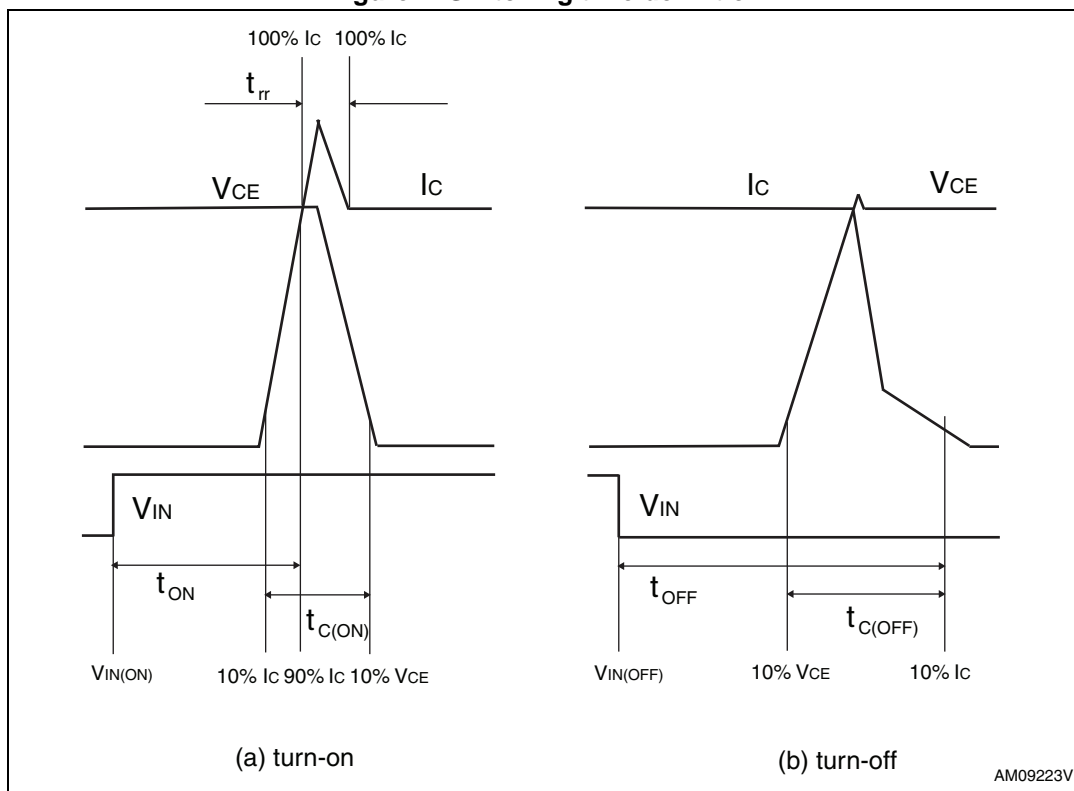 100% IC 100% IC
trr
VCE IC
IC VCE
VIN
VIN
tON
tC(ON)
tOFF
tC(OFF)
VIN(ON) 10% IC 90% IC 10% VCE
VIN(OFF) 10% VCE 10% IC
(a) turn-on
(b) turn-off
AM09223V